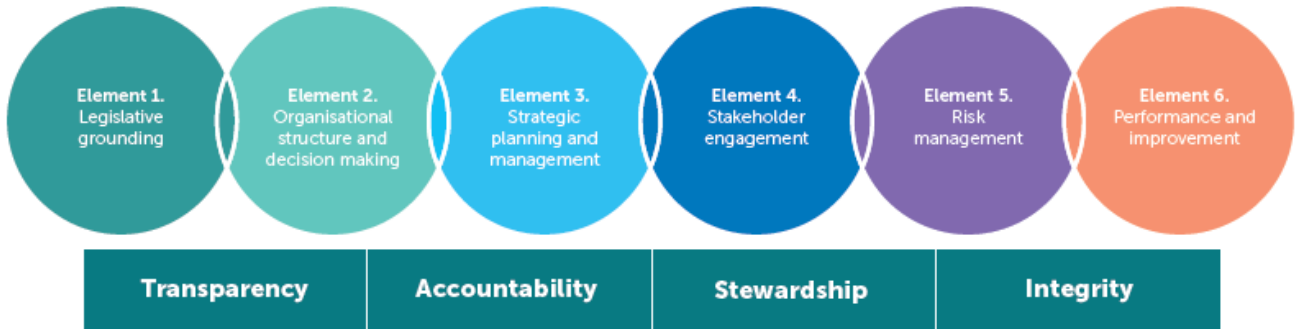 Element 1.
Legislative
grounding
Element 2.
Organisational
structure and
decision making
Element 3.
Strategic
planning and
management
Element 4.
Stakeholder
engagement
Element 5.
Risk
management
Element 6.
Performance and
improvement
Transparency
Accountability
Stewardship
Integrity